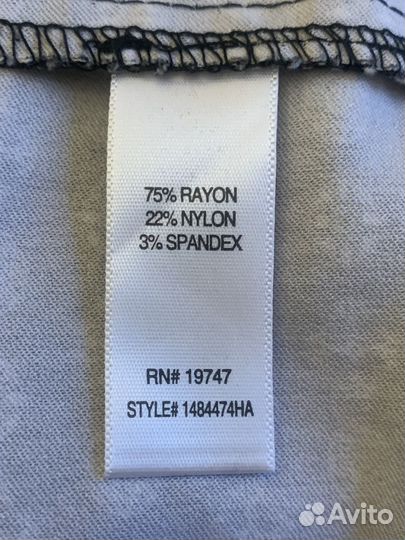 75% RAYON
22% NYLON
3% SPANDEX
RN# 19747
STYLE# 1484474HA
Avito